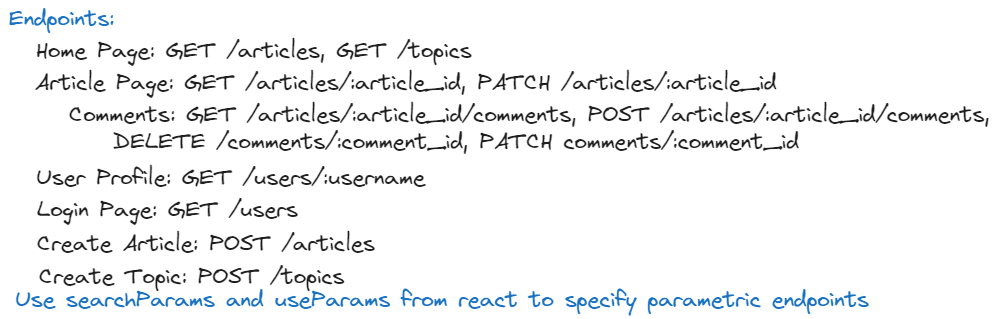 Endpoints:
Home Page: GET /articles, GET /topics
Article Page: GET /articles/:article_id, PATCH /articles/:article_id
Comments: GET /articles/:article_id/comments, POST /articles/:article_id/comments,
DELETE /comments/:comment_id, PATCH comments/:comment_id
User Profile: GET /users/:username
Login Page: GET /users
Create Article: POST /articles
Create Topic: POST /topics
Use searchParams and useParams from react to specify parametric endpoints